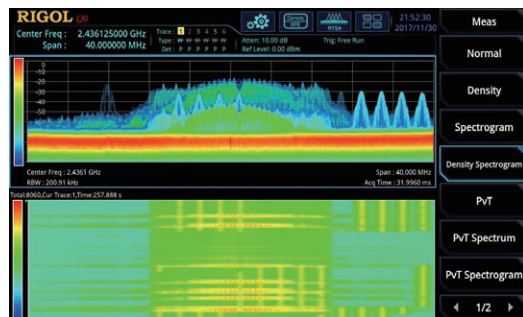 RIGOL LXI
Center Freq : 2.436125000 GHz
Span : 40.000000 MHz
Trace : 1 2 3 4 5 6
Type : W W W W W W
Det : P P P P P P
Atten: 10.00 dB
Ref Level: 0.00 dBm
Density
RTSA
Trig: Free Run
21:52:30
2017/11/30
0
-10
-20
-30
-40
-50
Center Freq : 2.4361 GHz
RBW : 200.91 kHz
Span : 40.000 MHz
Acq Time : 31.9960 ms
Total:8060,Cur Trace:1,Time:257.888 s
Meas
Normal
Density
Spectrogram
Density Spectrogram
PvT
PvT Spectrum
PvT Spectrogram
1/2